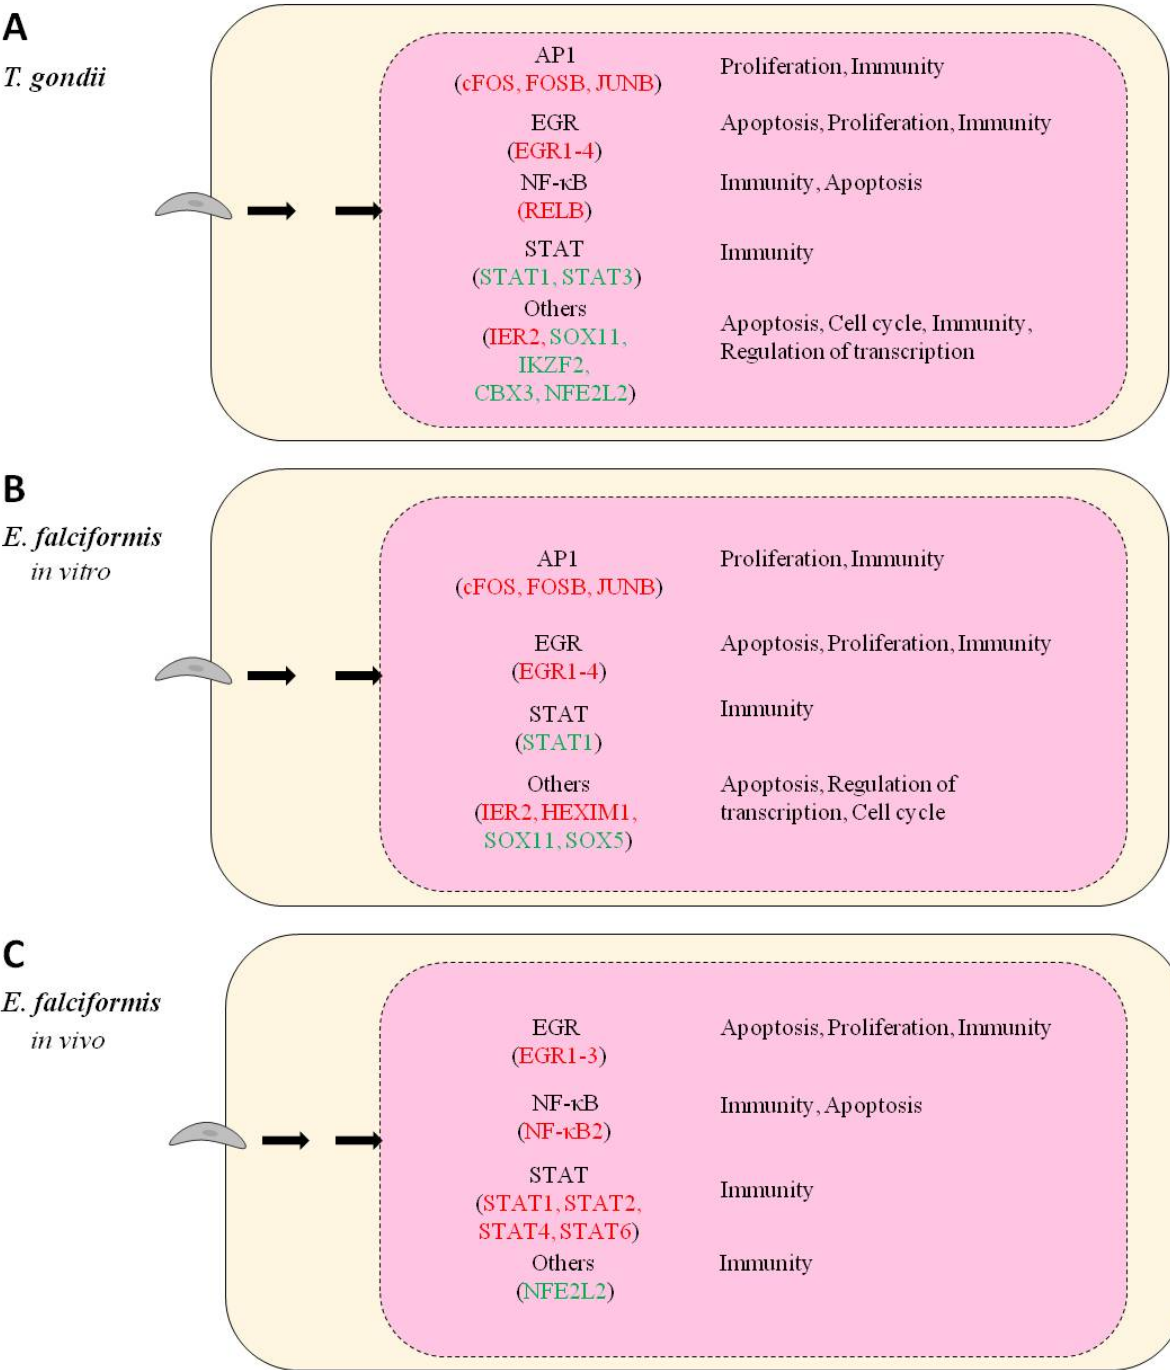 A
T. gondii
AP1
(cFOS, FOSB, JUNB)
Proliferation, Immunity
EGR
(EGR1-4)
Apoptosis, Proliferation, Immunity
NF-κB
(RELB)
Immunity, Apoptosis
STAT
(STAT1, STAT3)
Immunity
Others
(IER2, SOX11,
IKZF2,
CBX3, NFE2L2)
Apoptosis, Cell cycle, Immunity,
Regulation of transcription
B
E. falciformis
in vitro
AP1
(cFOS, FOSB, JUNB)
Proliferation, Immunity
EGR
(EGR1-4)
Apoptosis, Proliferation, Immunity
STAT
(STAT1)
Immunity
Others
(IER2, HEXIM1,
SOX11, SOX5)
Apoptosis, Regulation of
transcription, Cell cycle
C
E. falciformis
in vivo
EGR
(EGR1-3)
Apoptosis, Proliferation, Immunity
NF-κB
(NF-κB2)
Immunity, Apoptosis
STAT
(STAT1, STAT2,
STAT4, STAT6)
Immunity
Others
(NFE2L2)
Immunity